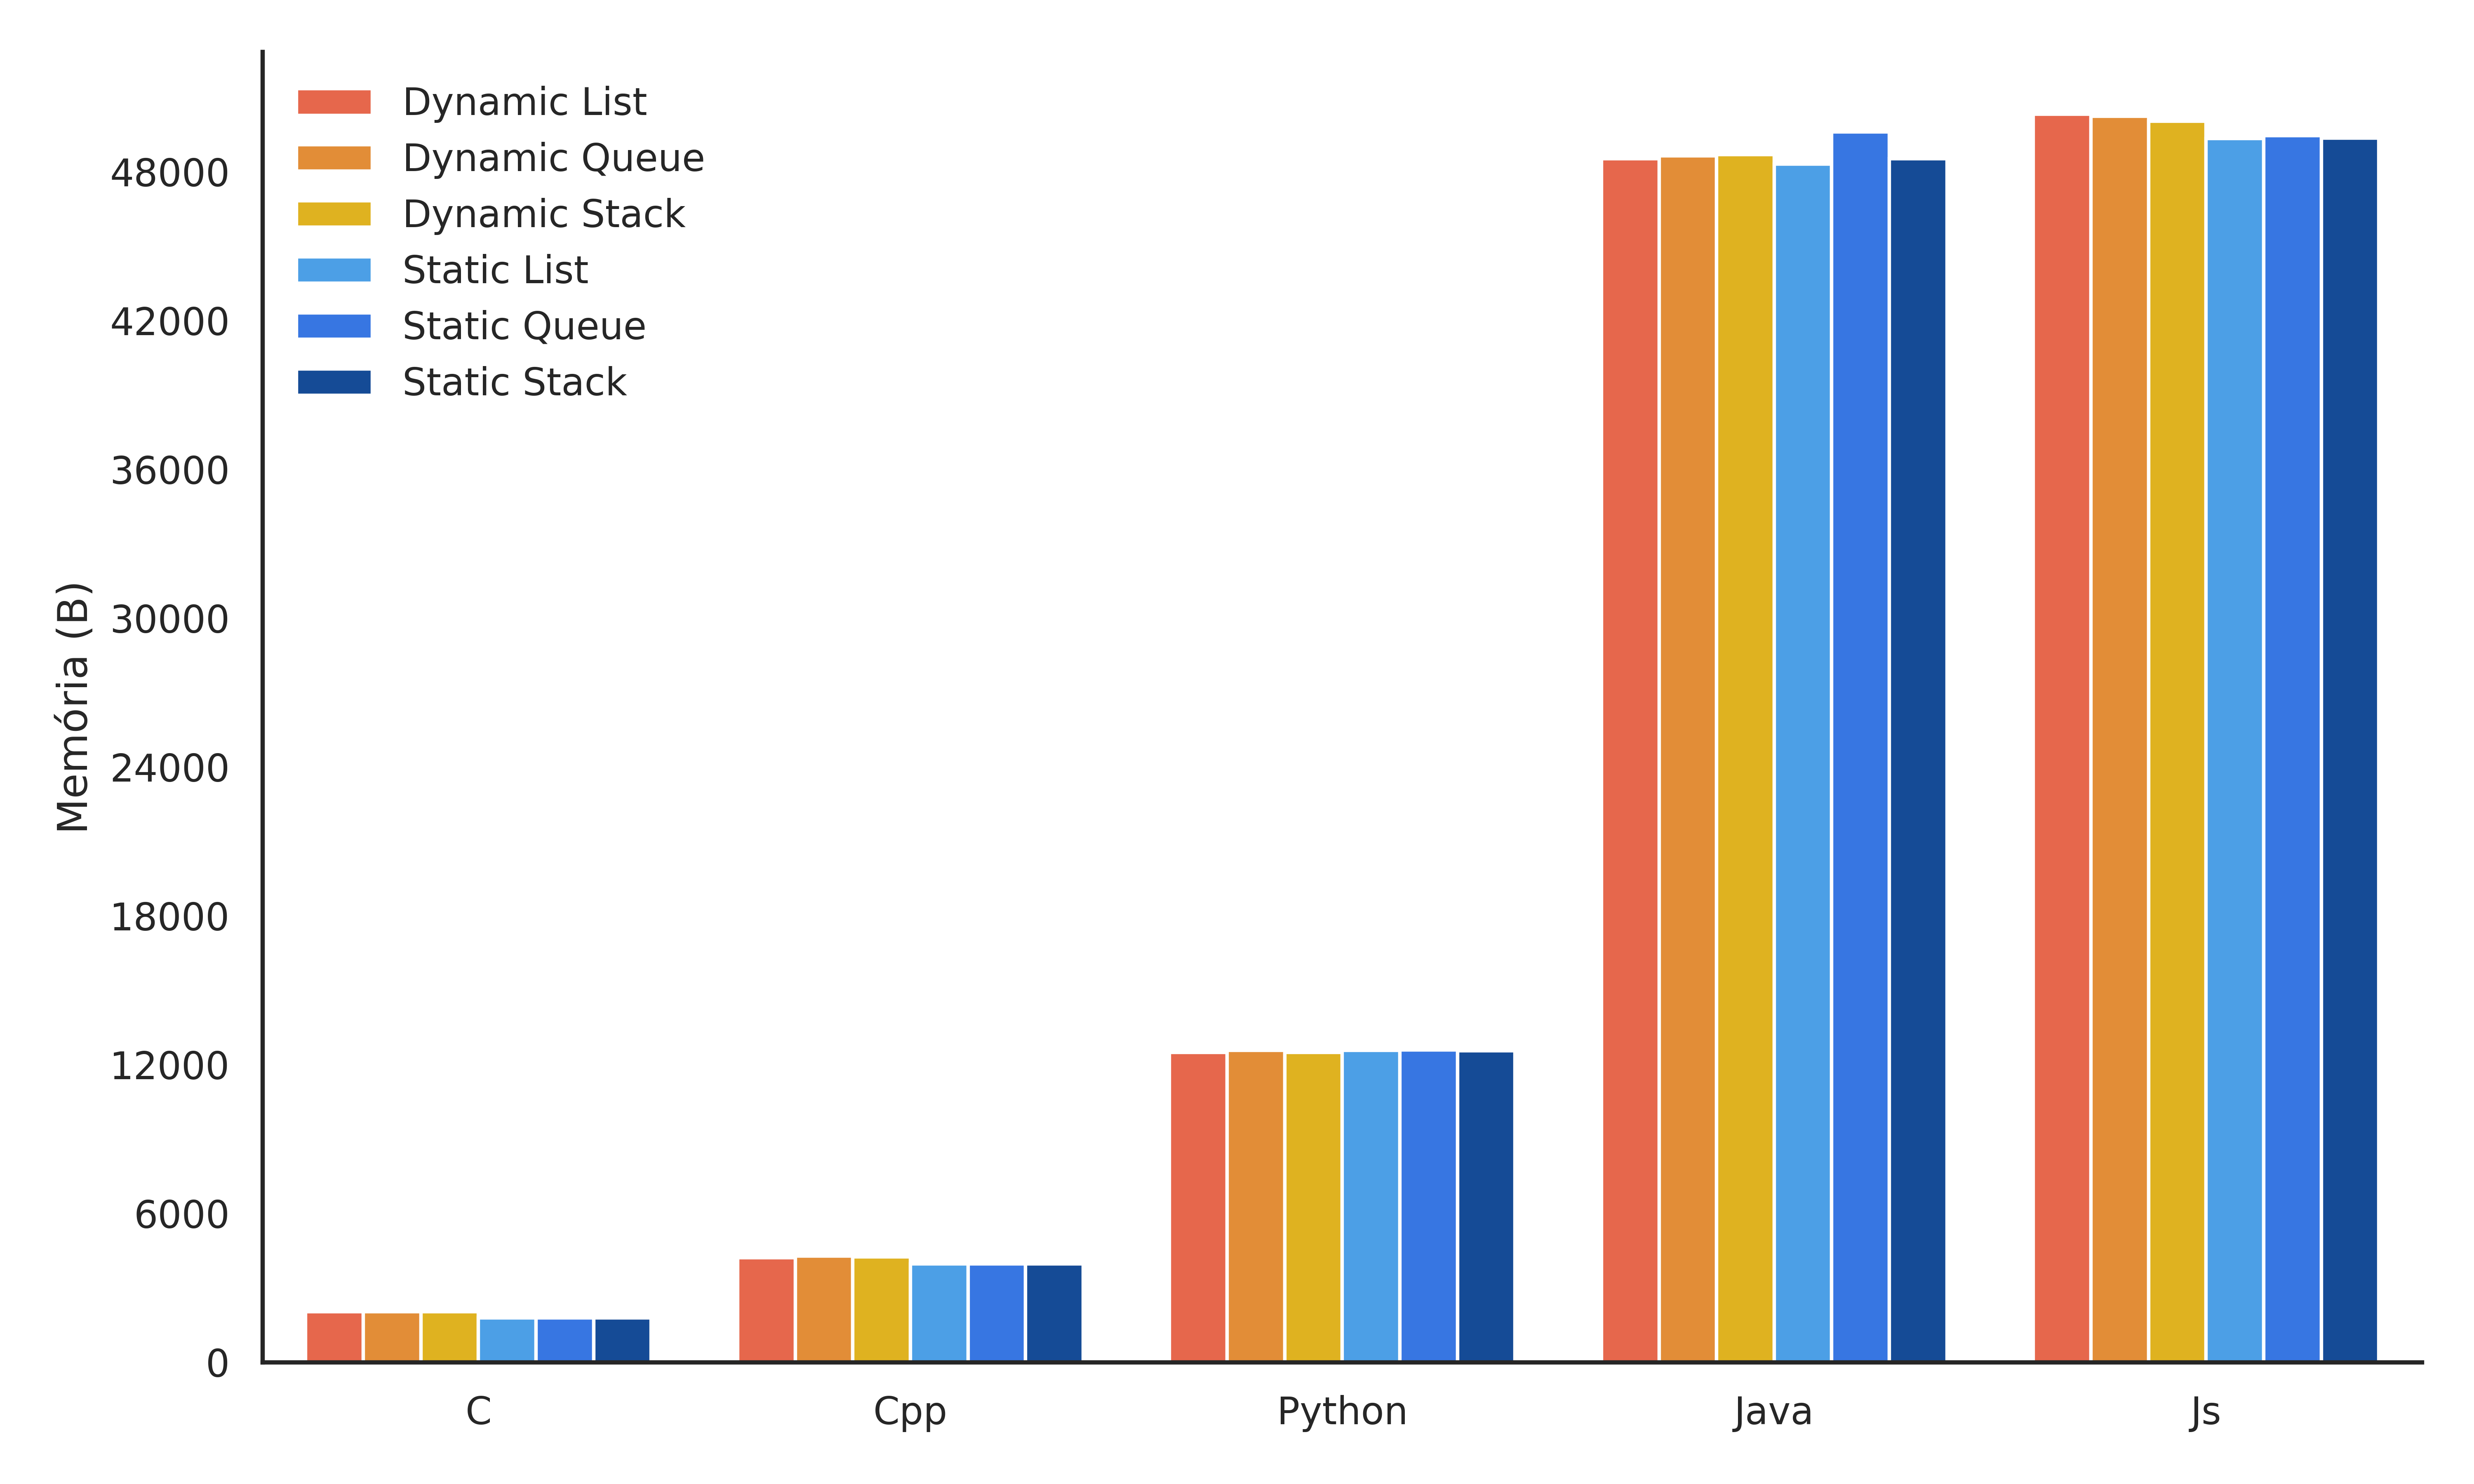 Dynamic List
Dynamic Queue
Dynamic Stack
Static List
Static Queue
Static Stack
Memória (B)
48000
42000
36000
30000
24000
18000
12000
6000
0
C
Cpp
Python
Java
Js